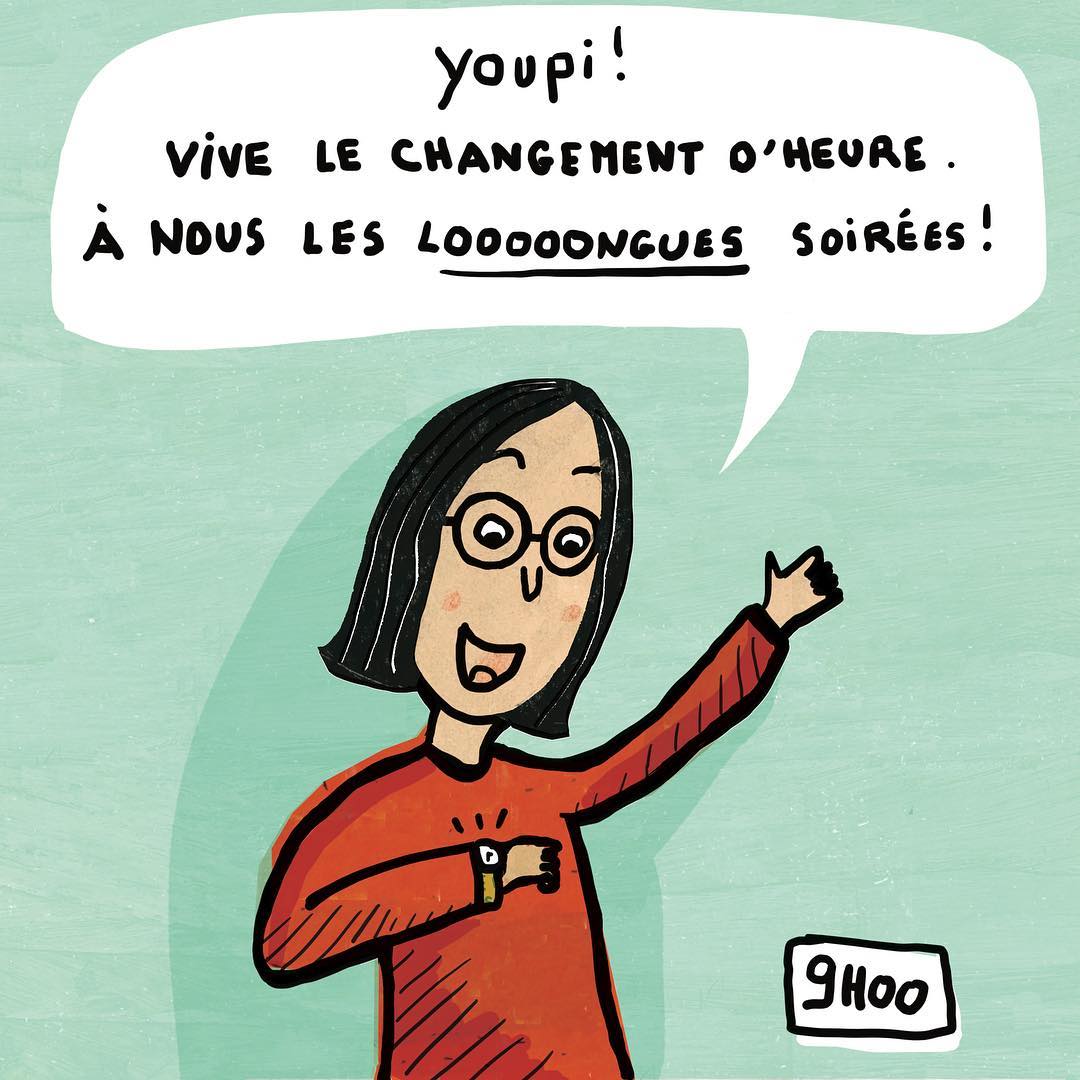 Youpi!
ViVE LE CHANGEMENT D'HEURE.
À NOUS LES LOOOOONGUES SOiRÉES!
9H00